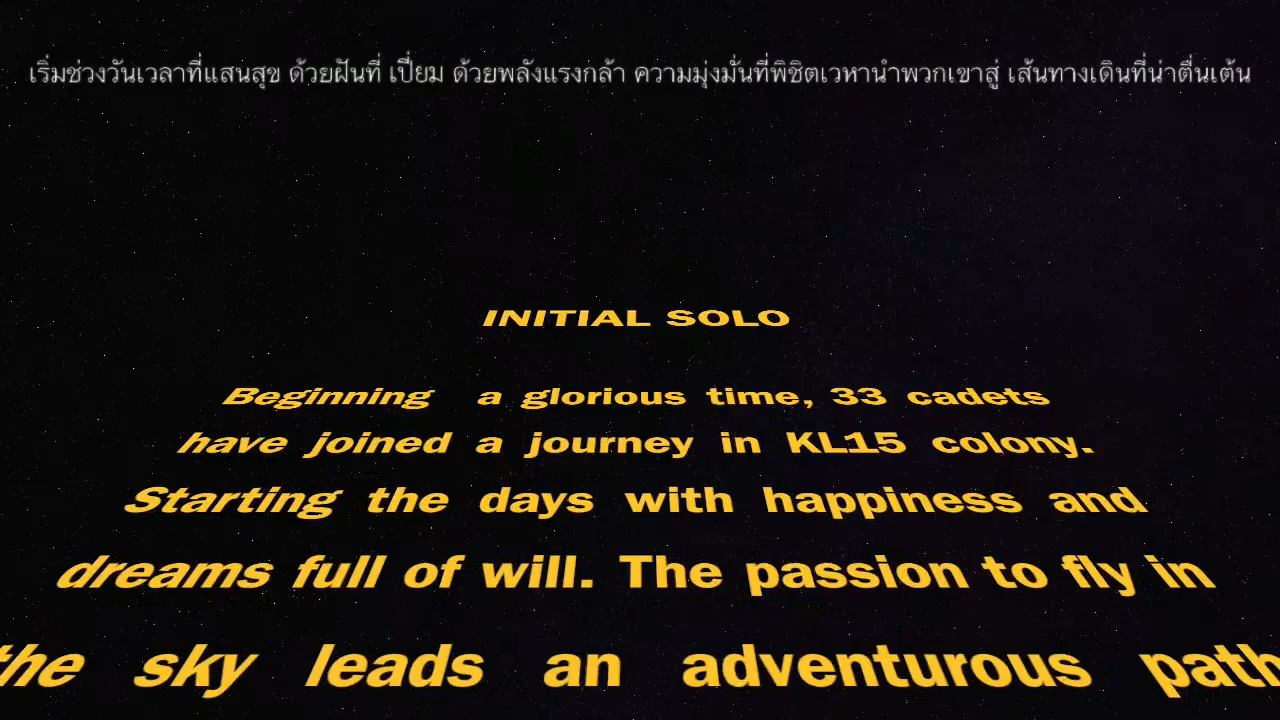 เริ่มช่วงวันเวลาที่แสนสุข ด้วยฝันที่ เปี่ยม ด้วยพลังแรงกล้า ความมุ่งมั่นที่พิชิตเวหานำพวกเขาสู่ เส้นทางเดินที่น่าตื่นเต้น
INITIAL SOLO
Beginning a glorious time, 33 cadets
have joined a journey in KL15 colony.
Starting the days with happiness and
dreams full of will. The passion to fly in
the sky leads an adventurous path